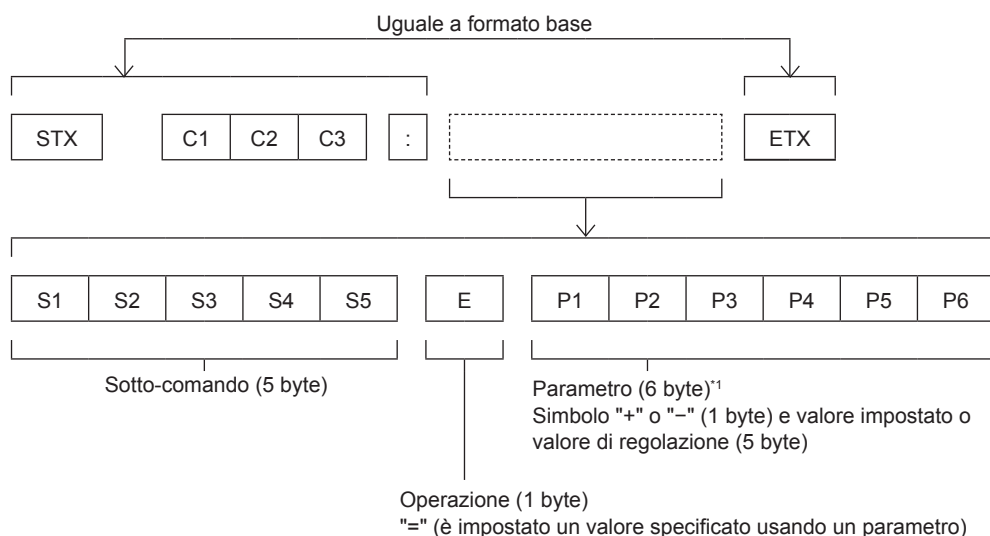 Uguale a formato base
STX C1 C2 C3 : ETX
S1 S2 S3 S4 S5 E P1 P2 P3 P4 P5 P6
Sotto-comando (5 byte)
Parametro (6 byte)*1
Simbolo "+" o "−" (1 byte) e valore impostato o
valore di regolazione (5 byte)
Operazione (1 byte)
"=" (è impostato un valore specificato usando un parametro)